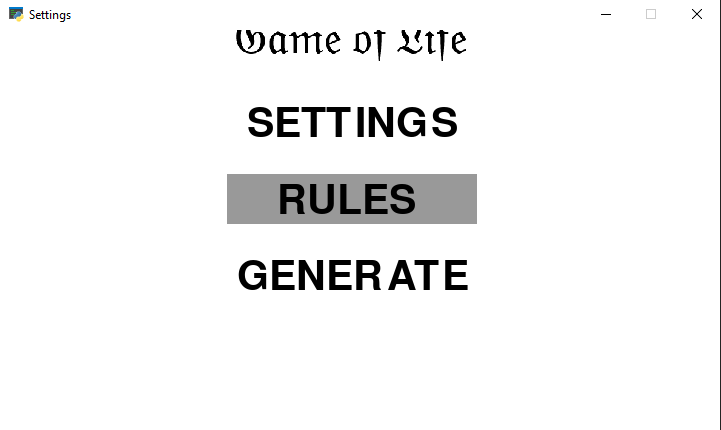 Settings
Game of Life
SETTINGS
RULES
GENERATE